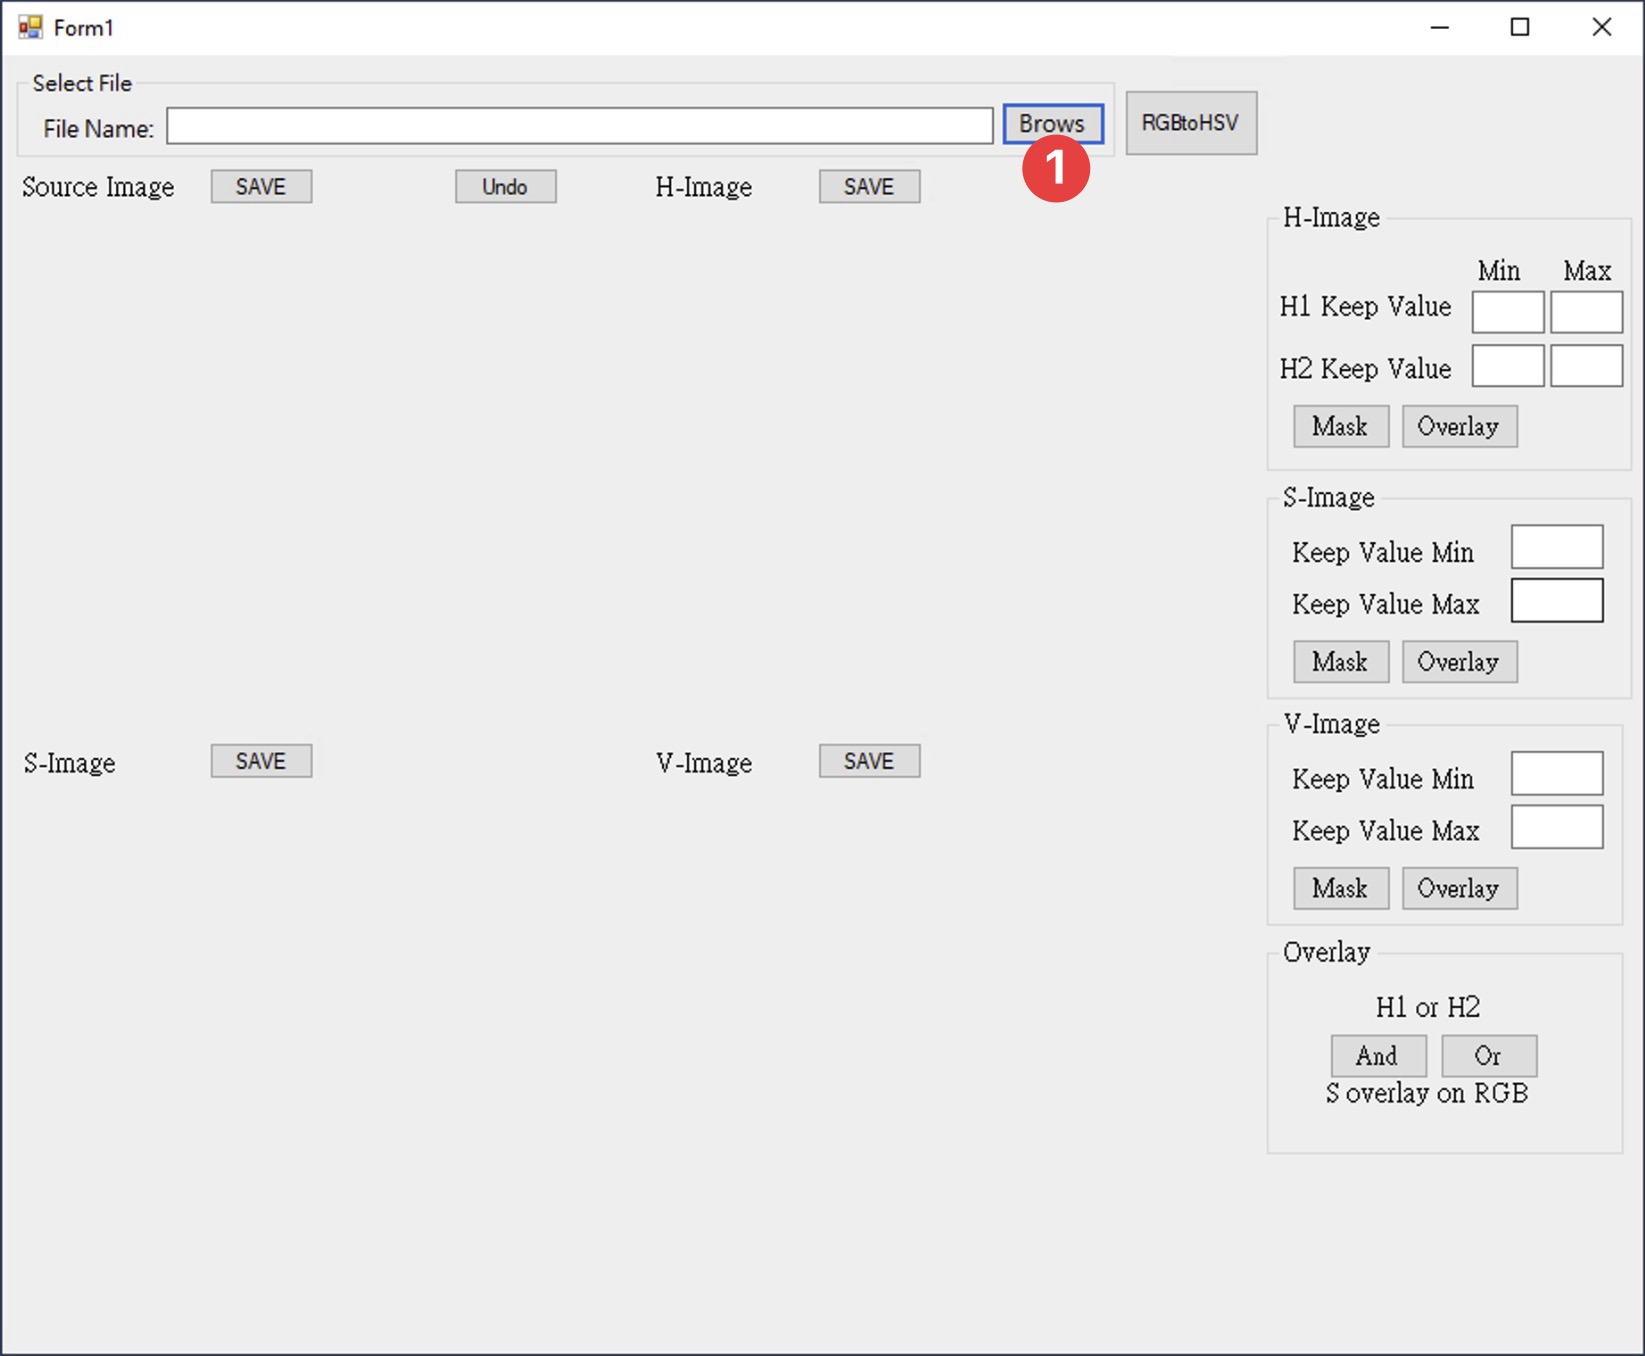 Form1
Select File
File Name:
Brows
RGBtoHSV
1
Source Image
SAVE
Undo
H-Image
SAVE
H-Image
Min Max
H1 Keep Value
H2 Keep Value
Mask Overlay
S-Image
Keep Value Min
Keep Value Max
Mask Overlay
S-Image
SAVE
V-Image
SAVE
V-Image
Keep Value Min
Keep Value Max
Mask Overlay
Overlay
H1 or H2
And Or
S overlay on RGB